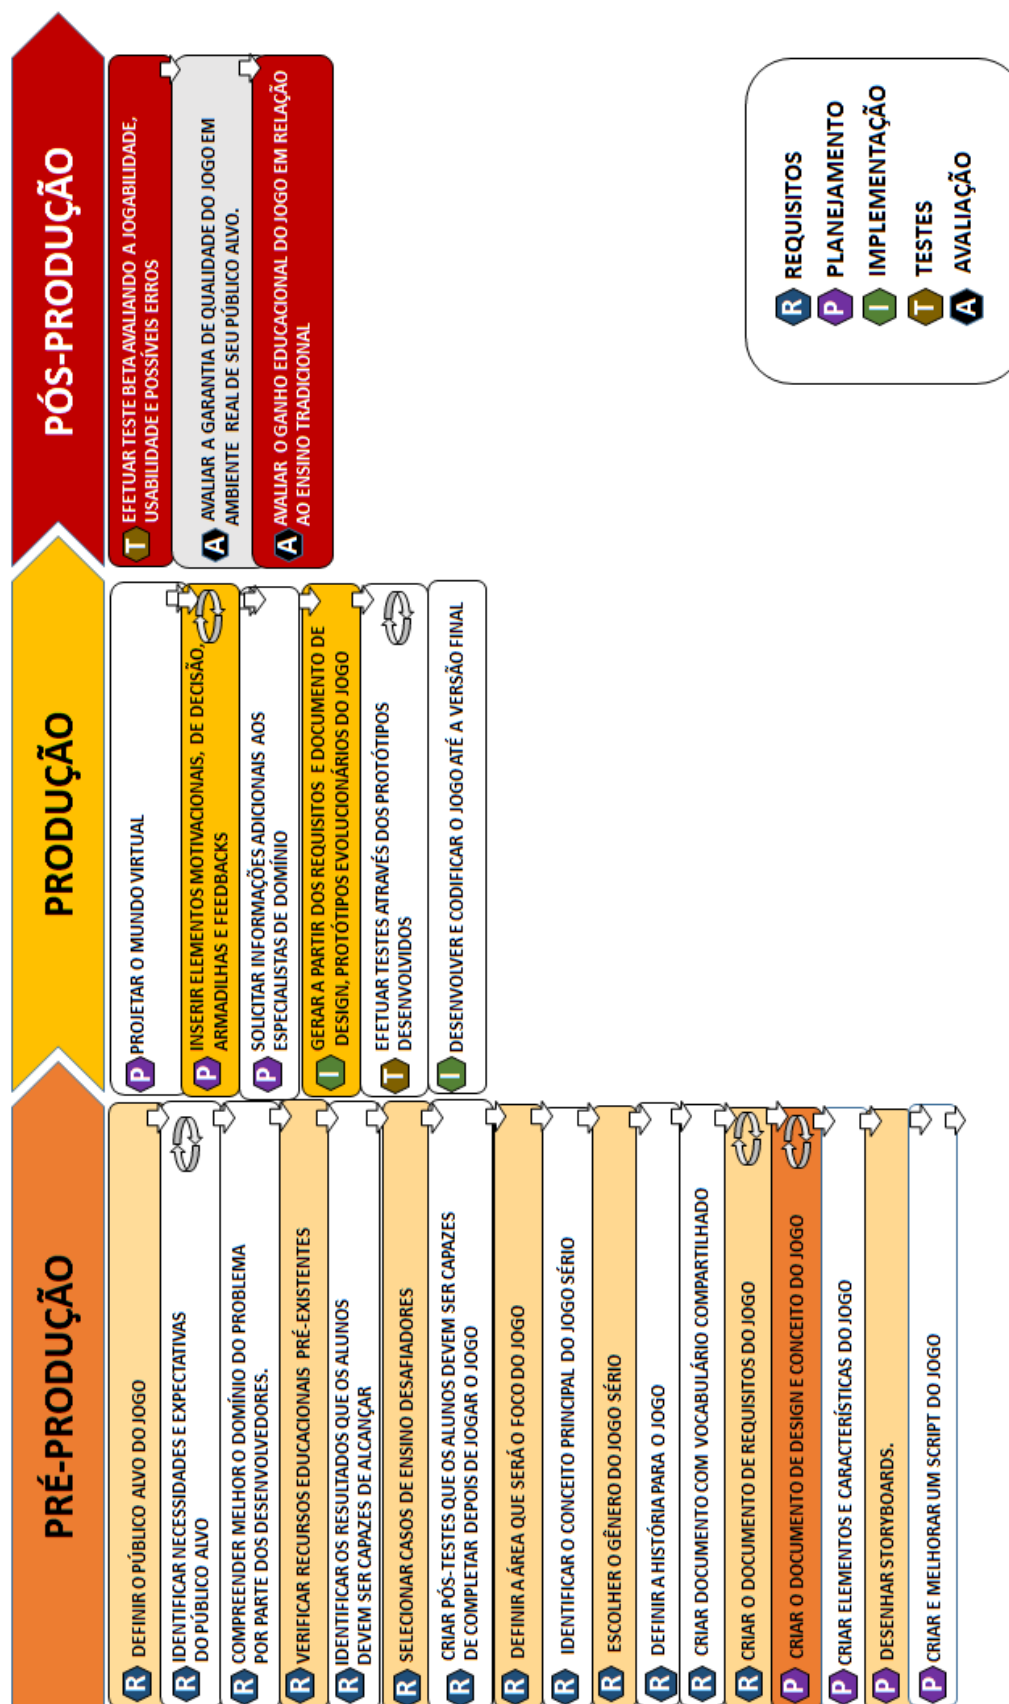 PRÉ-PRODUÇÃO
R DEFINIR O PÚBLICO ALVO DO JOGO
R IDENTIFICAR NECESSIDADES E EXPECTATIVAS
DO PÚBLICO ALVO
R COMPREENDER MELHOR O DOMÍNIO DO PROBLEMA
POR PARTE DOS DESENVOLVEDORES.
R VERIFICAR RECURSOS EDUCACIONAIS PRÉ-EXISTENTES
R IDENTIFICAR OS RESULTADOS QUE OS ALUNOS
DEVEM SER CAPAZES DE ALCANÇAR
R SELECIONAR CASOS DE ENSINO DESAFIADORES
R CRIAR PÓS-TESTES QUE OS ALUNOS DEVEM SER CAPAZES
DE COMPLETAR DEPOIS DE JOGAR O JOGO
R DEFINIR A ÁREA QUE SERÁ O FOCO DO JOGO
R IDENTIFICAR O CONCEITO PRINCIPAL DO JOGO SÉRIO
R ESCOLHER O GÊNERO DO JOGO SÉRIO
R DEFINIR A HISTÓRIA PARA O JOGO
R CRIAR DOCUMENTO COM VOCABULÁRIO COMPARTILHADO
R CRIAR O DOCUMENTO DE REQUISITOS DO JOGO
P CRIAR O DOCUMENTO DE DESIGN E CONCEITO DO JOGO
P CRIAR ELEMENTOS E CARACTERÍSTICAS DO JOGO
P DESENHAR STORYBOARDS.
P CRIAR E MELHORAR UM SCRIPT DO JOGO
PRODUÇÃO
P PROJETAR O MUNDO VIRTUAL
P INSERIR ELEMENTOS MOTIVACIONAIS, DE DECISÃO,
ARMADILHAS E FEEDBACKS
P SOLICITAR INFORMAÇÕES ADICIONAIS AOS
ESPECIALISTAS DE DOMÍNIO
I GERAR A PARTIR DOS REQUISITOS E DOCUMENTO DE
DESIGN, PROTÓTIPOS EVOLUCIONÁRIOS DO JOGO
T EFETUAR TESTES ATRAVÉS DOS PROTÓTIPOS
DESENVOLVIDOS
I DESENVOLVER E CODIFICAR O JOGO ATÉ A VERSÃO FINAL
PÓS-PRODUÇÃO
T EFETUAR TESTE BETA AVALIANDO A JOGABILIDADE,
USABILIDADE E POSSÍVEIS ERROS
A AVALIAR A GARANTIA DE QUALIDADE DO JOGO EM
AMBIENTE REAL DE SEU PÚBLICO ALVO.
A AVALIAR O GANHO EDUCACIONAL DO JOGO EM RELAÇÃO
AO ENSINO TRADICIONAL
R REQUISITOS
P PLANEJAMENTO
I IMPLEMENTAÇÃO
T TESTES
A AVALIAÇÃO